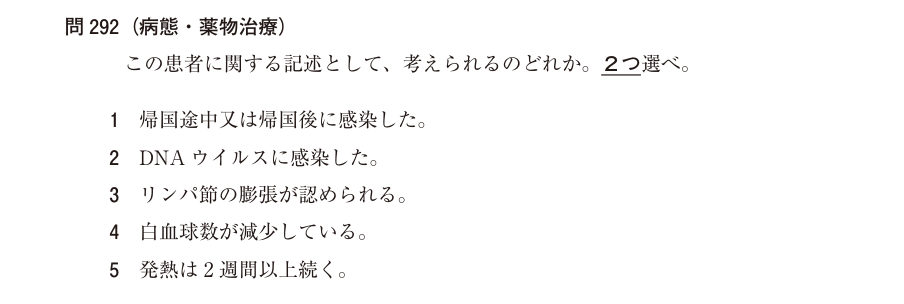 問 292（病態・薬物治療）
この患者に関する記述として、考えられるのどれか。２つ選べ。
1 帰国途中又は帰国後に感染した。
2 DNA ウイルスに感染した。
3 リンパ節の膨張が認められる。
4 白血球数が減少している。
5 発熱は 2 週間以上続く。